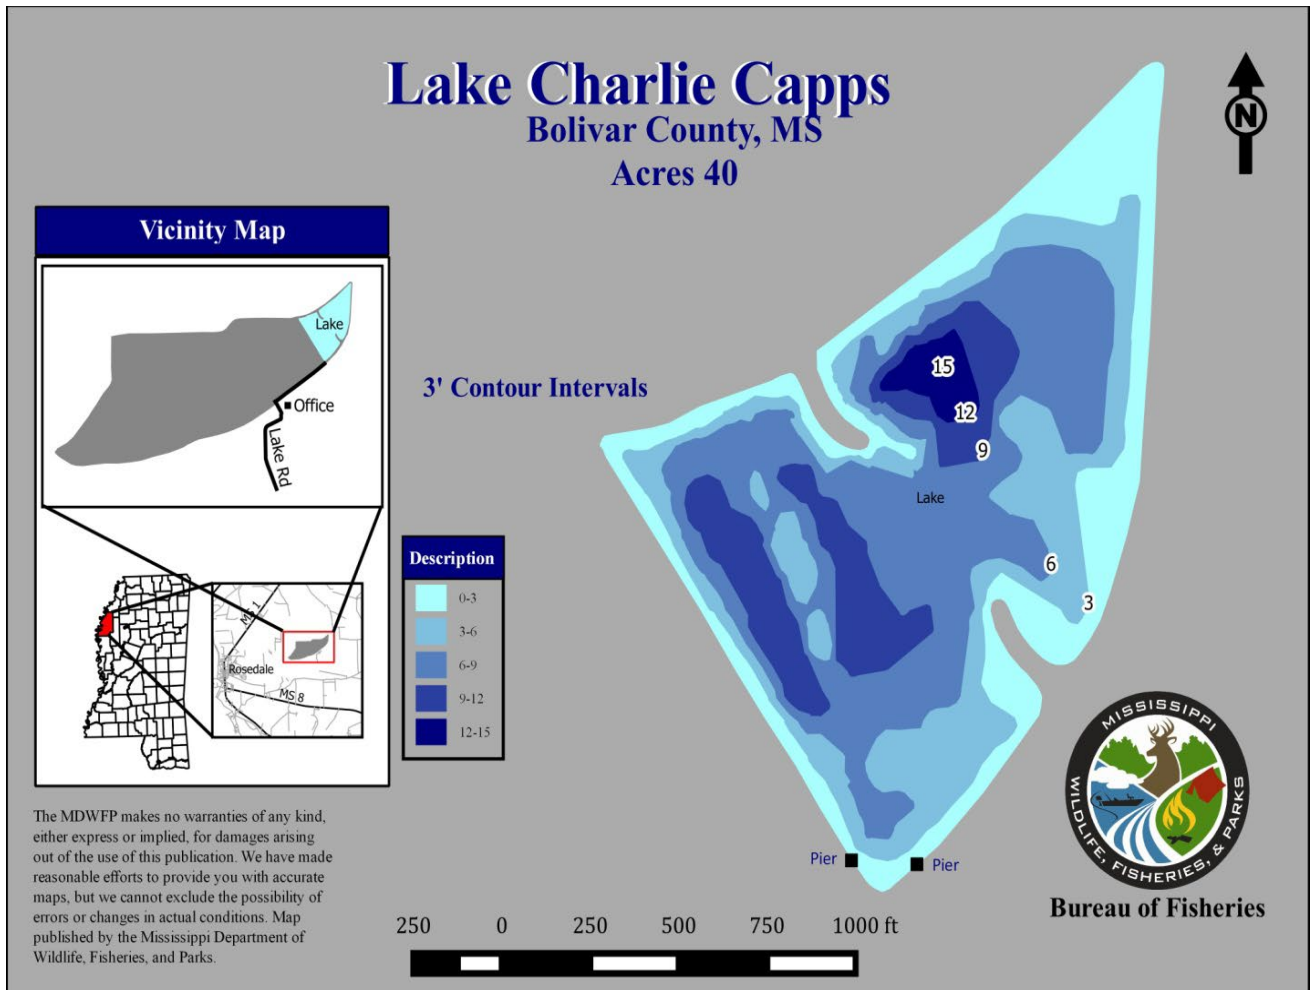 Lake Charlie Capps
Bolivar County, MS
Acres 40
N
Vicinity Map
Lake
Office
Lake Rd
MS 1
Rosedale
MS 8
3' Contour Intervals
Description
0-3
3-6
6-9
9-12
12-15
15
12
9
Lake
6
3
Pier
Pier
The MDWFP makes no warranties of any kind,
either express or implied, for damages arising
out of the use of this publication. We have made
reasonable efforts to provide you with accurate
maps, but we cannot exclude the possibility of
errors or changes in actual conditions. Map
published by the Mississippi Department of
Wildlife, Fisheries, and Parks.
250 0 250 500 750 1000 ft
MISSISSIPPI
WILDLIFE, FISHERIES, & PARKS
Bureau of Fisheries